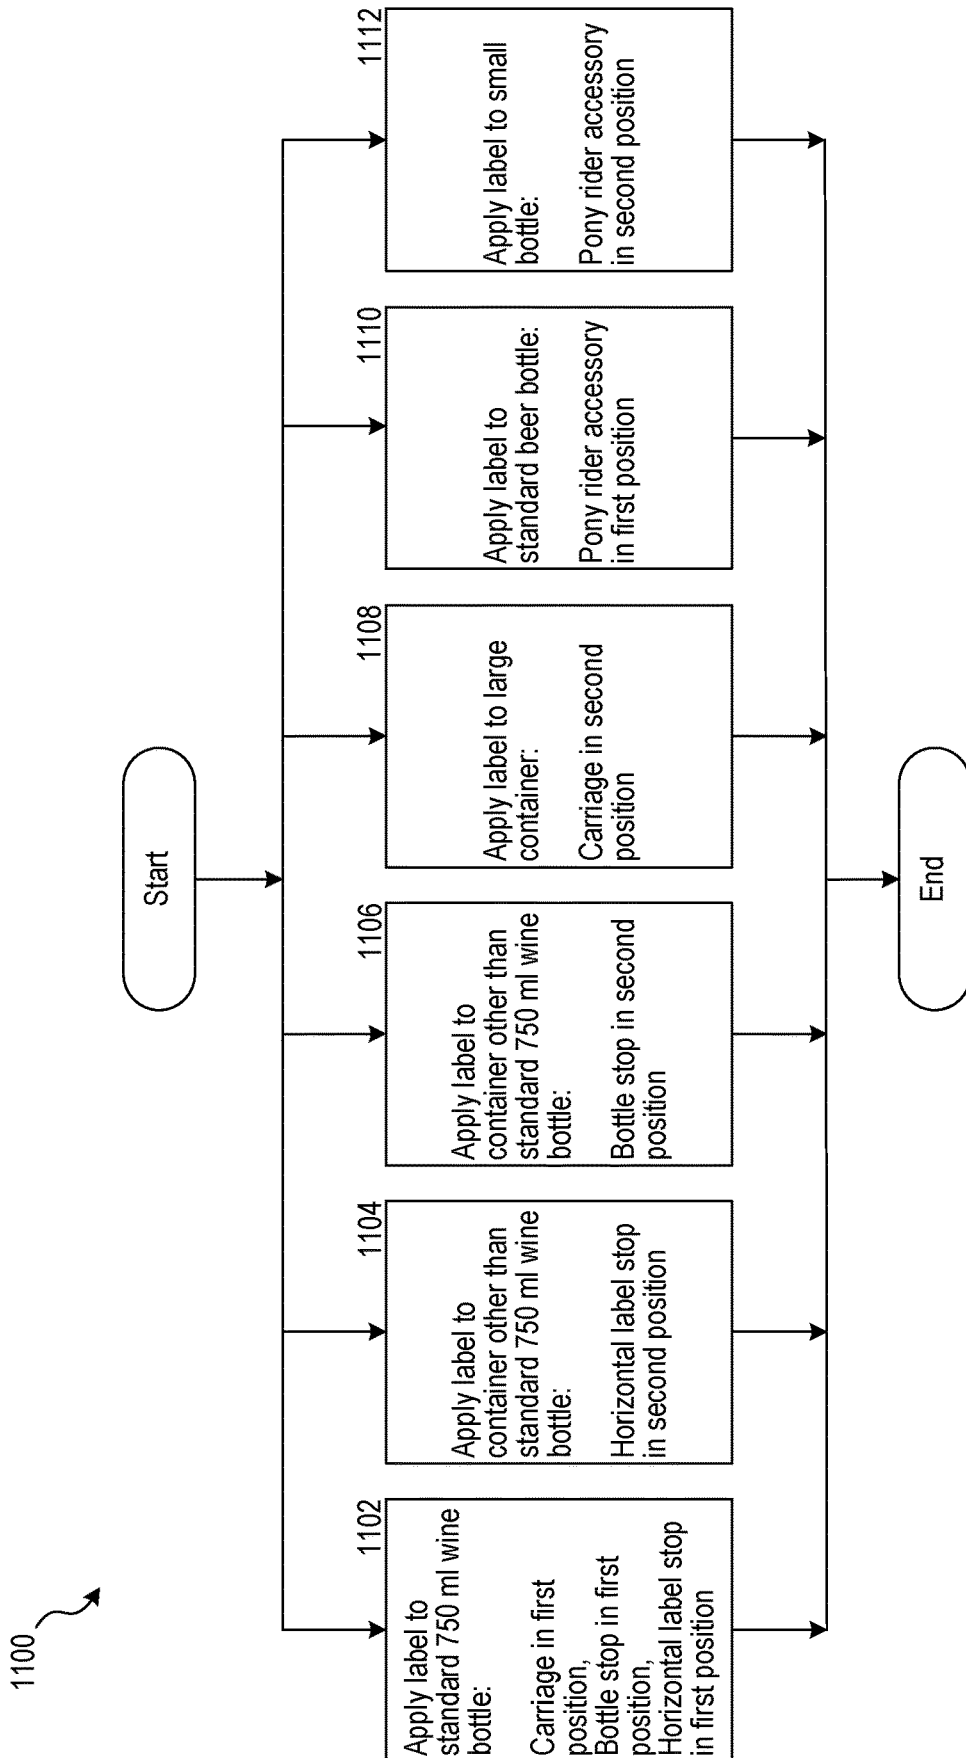 1100
Start
1102
Apply label to
standard 750 ml wine
bottle:
Carriage in first
position,
Bottle stop in first
position,
Horizontal label stop
in first position
1104
Apply label to
container other than
standard 750 ml wine
bottle:
Horizontal label stop
in second position
1106
Apply label to
container other than
standard 750 ml wine
bottle:
Bottle stop in second
position
1108
Apply label to large
container:
Carriage in second
position
1110
Apply label to
standard beer bottle:
Pony rider accessory
in first position
1112
Apply label to small
bottle:
Pony rider accessory
in second position
End